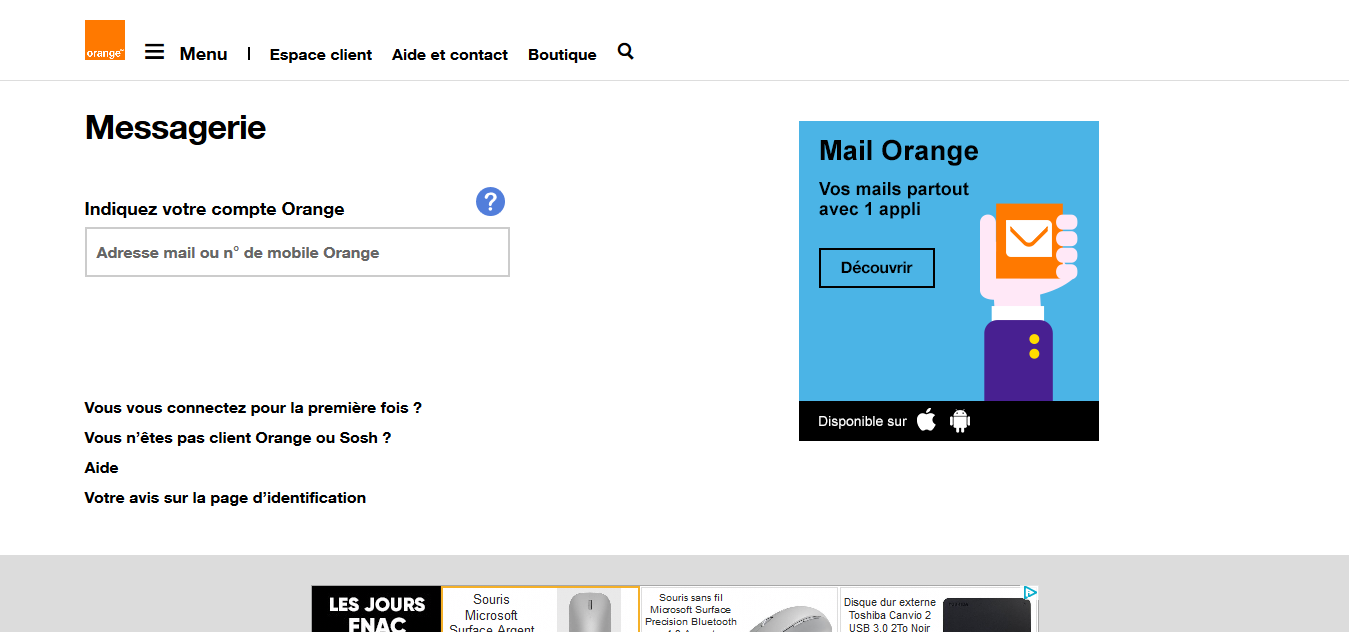 orange™
Menu
Espace client
Aide et contact
Boutique
Messagerie
Indiquez votre compte Orange
?
Adresse mail ou n° de mobile Orange
Vous vous connectez pour la première fois ?
Vous n'êtes pas client Orange ou Sosh ?
Aide
Votre avis sur la page d'identification
Mail Orange
Vos mails partout
avec 1 appli
Découvrir
Disponible sur
LES JOURS
FNAC
Souris
Microsoft
Surface Argent
Souris sans fil
Microsoft Surface
Precision Bluetooth
Disque dur externe
Toshiba Canvio 2
USB 3.0 2To Noir